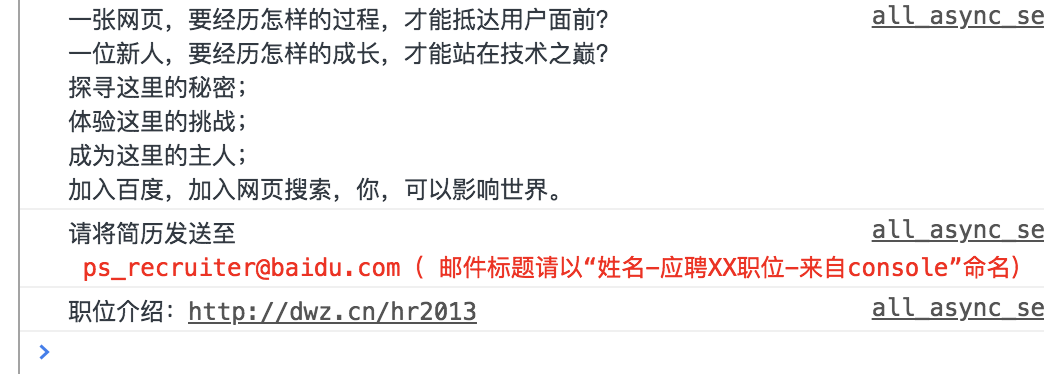 一张网页，要经历怎样的过程，才能抵达用户面前？ all_async_se
一位新人，要经历怎样的成长，才能站在技术之巅？
探寻这里的秘密；
体验这里的挑战；
成为这里的主人；
加入百度，加入网页搜索，你，可以影响世界。
请将简历发送至 all_async_se
ps_recruiter@baidu.com（ 邮件标题请以“姓名-应聘XX职位-来自console”命名）
职位介绍：http://dwz.cn/hr2013 all_async_se